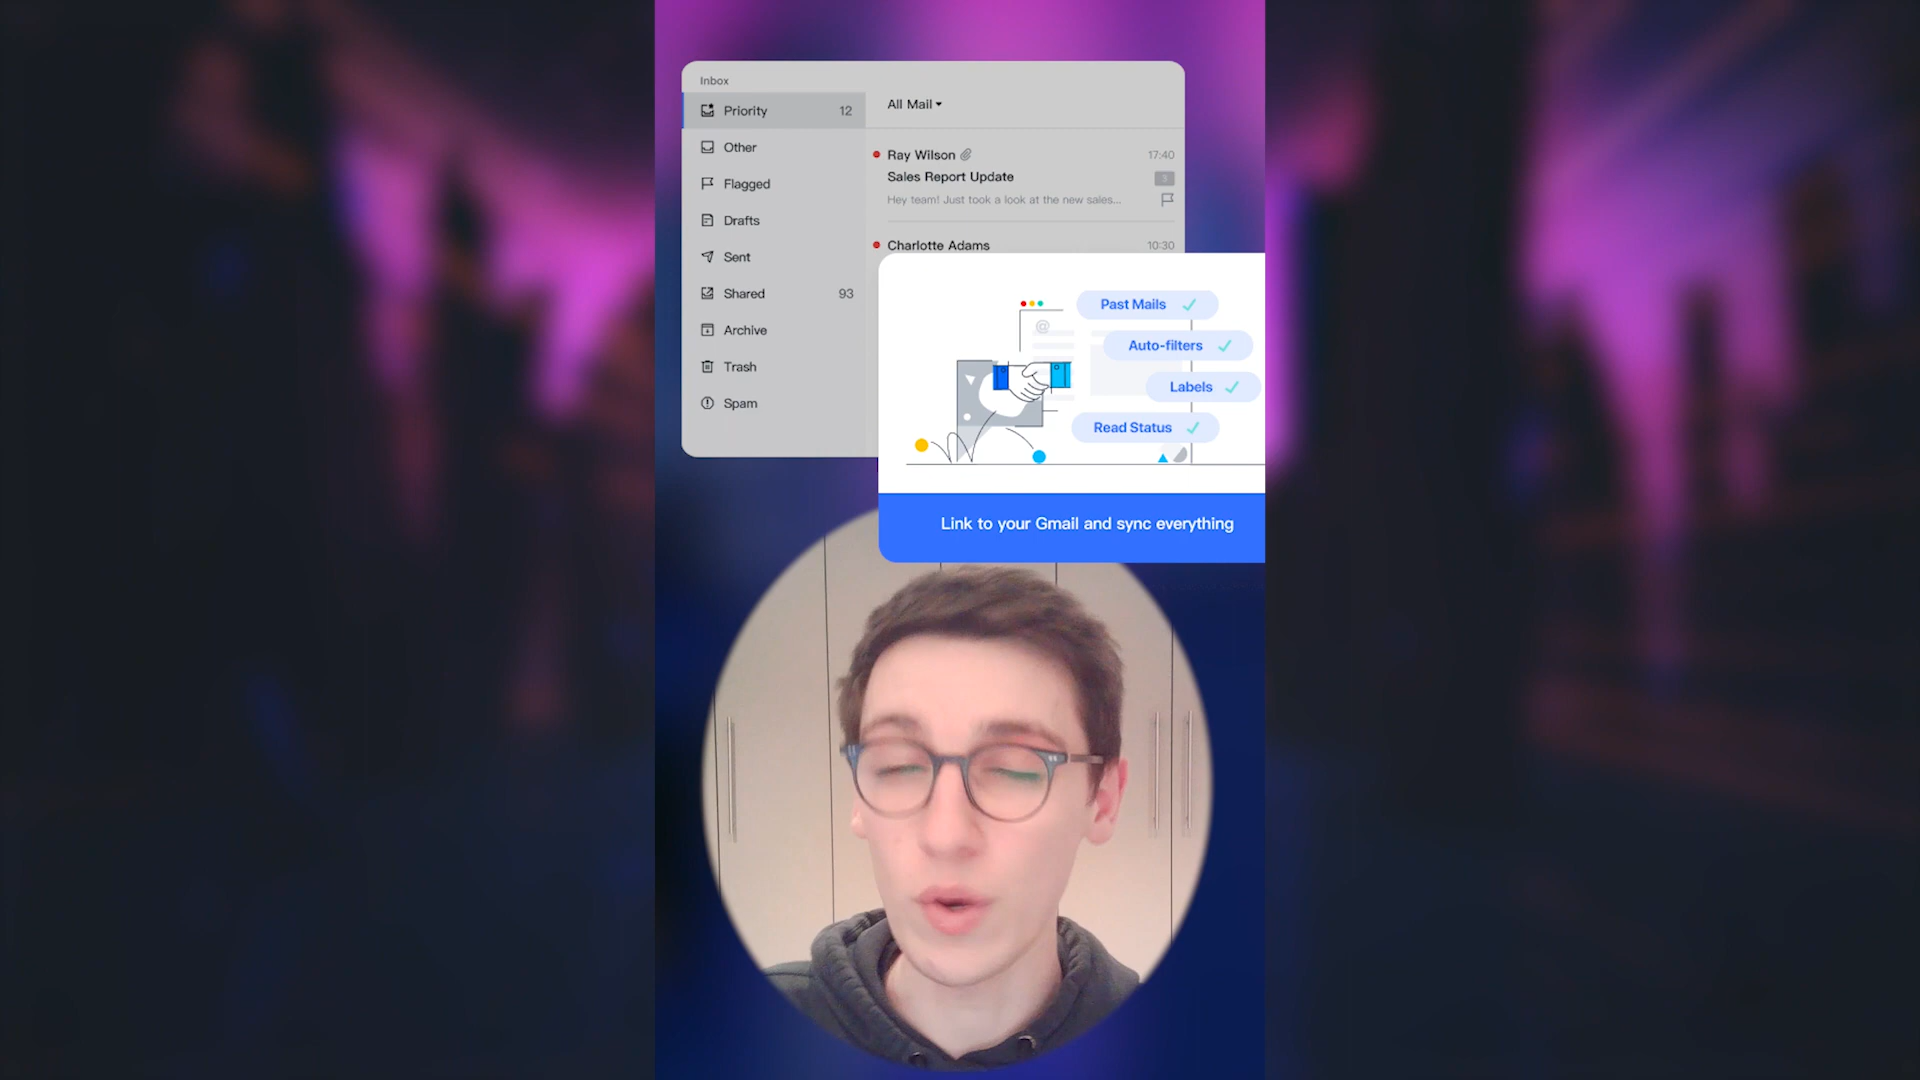 Inbox
Priority 12
Other
Flagged
Drafts
Sent
Shared 93
Archive
Trash
Spam
All Mail
Ray Wilson 17:40
Sales Report Update 3
Hey team! Just took a look at the new sales...
Charlotte Adams 10:30
@
Past Mails
Auto-filters
Labels
Read Status
Link to your Gmail and sync everything